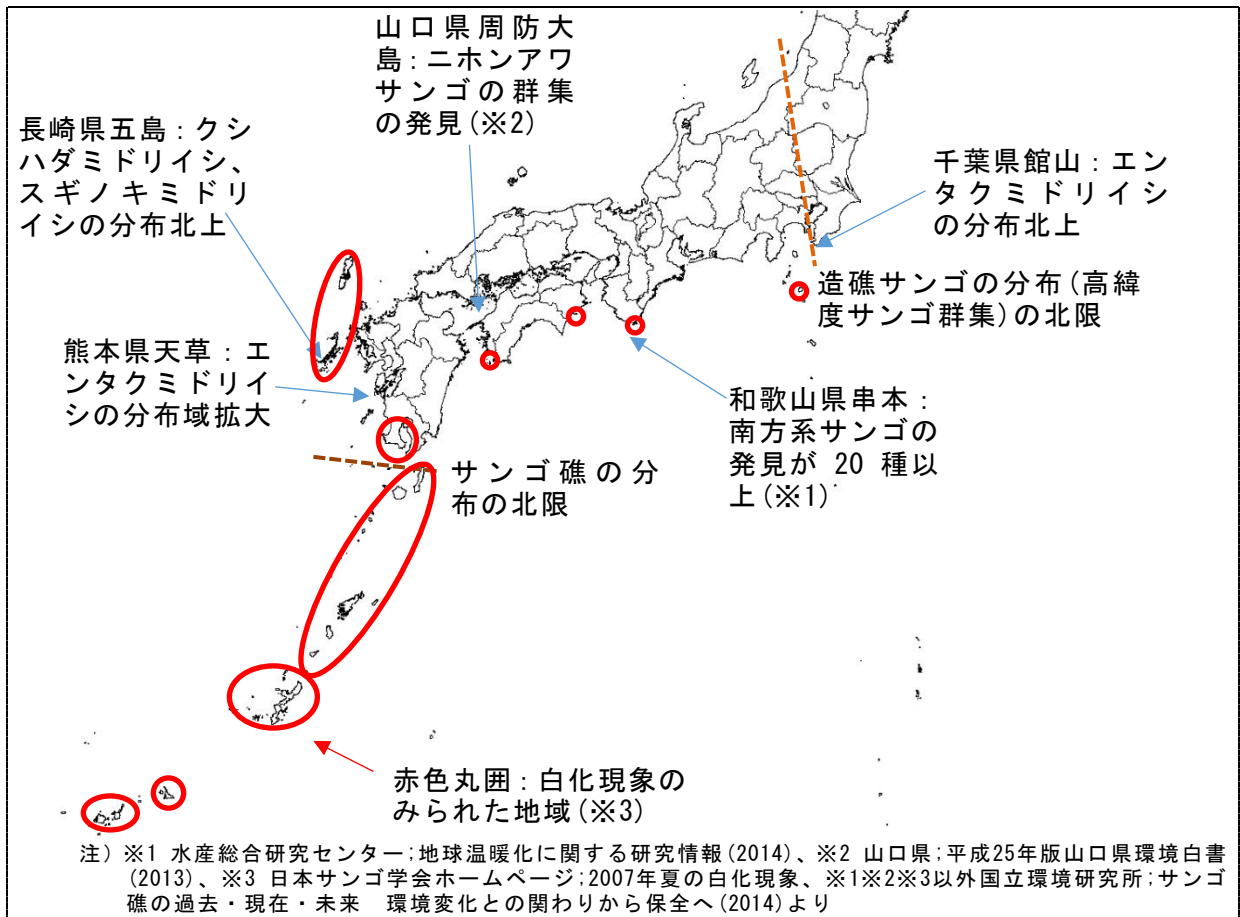 山口県周防大
島：ニホンアワ
サンゴの群集
の発見(※2)
長崎県五島：クシ
ハダミドリイシ、
スギノキミドリ
イシの分布北上
千葉県館山：エン
タクミドリイシ
の分布北上
造礁サンゴの分布(高緯
度サンゴ群集)の北限
熊本県天草：エ
ンタクミドリイ
シの分布域拡大
和歌山県串本：
南方系サンゴの
発見が 20 種以
上(※1)
サンゴ礁の分
布の北限
赤色丸囲：白化現象の
みられた地域(※3)
注) ※1 水産総合研究センター;地球温暖化に関する研究情報(2014)、※2 山口県;平成25年版山口県環境白書
(2013)、※3 日本サンゴ学会ホームページ;2007年夏の白化現象、※1※2※3以外国立環境研究所;サンゴ
礁の過去・現在・未来 環境変化との関わりから保全へ(2014)より